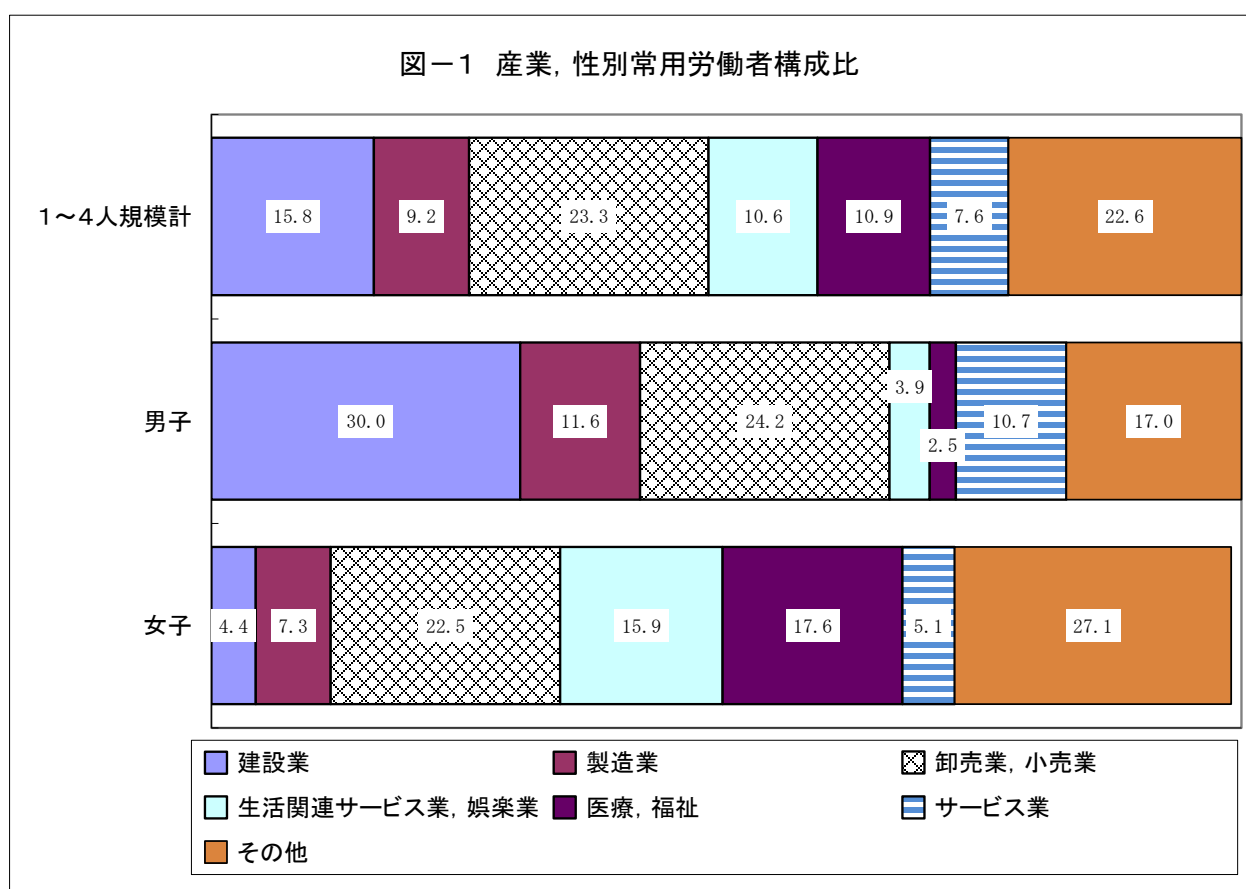 図－1 産業, 性別常用労働者構成比
1～4人規模計
15.8 9.2 23.3 10.6 10.9 7.6 22.6
男子
30.0 11.6 24.2 3.9 2.5 10.7 17.0
女子
4.4 7.3 22.5 15.9 17.6 5.1 27.1
建設業 製造業 卸売業, 小売業
生活関連サービス業, 娯楽業 医療, 福祉 サービス業
その他